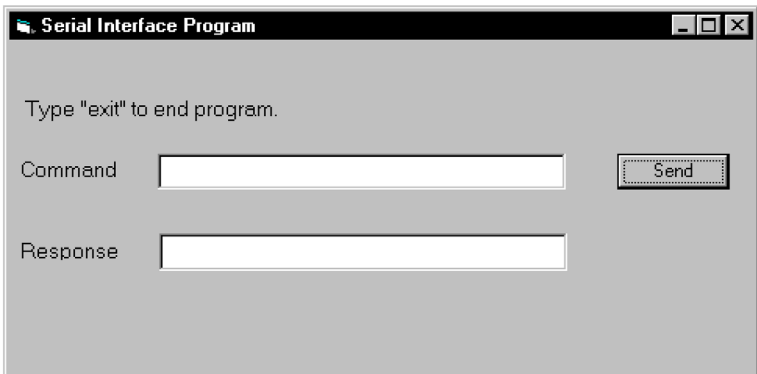 Serial Interface Program
Type "exit" to end program.
Command
Send
Response